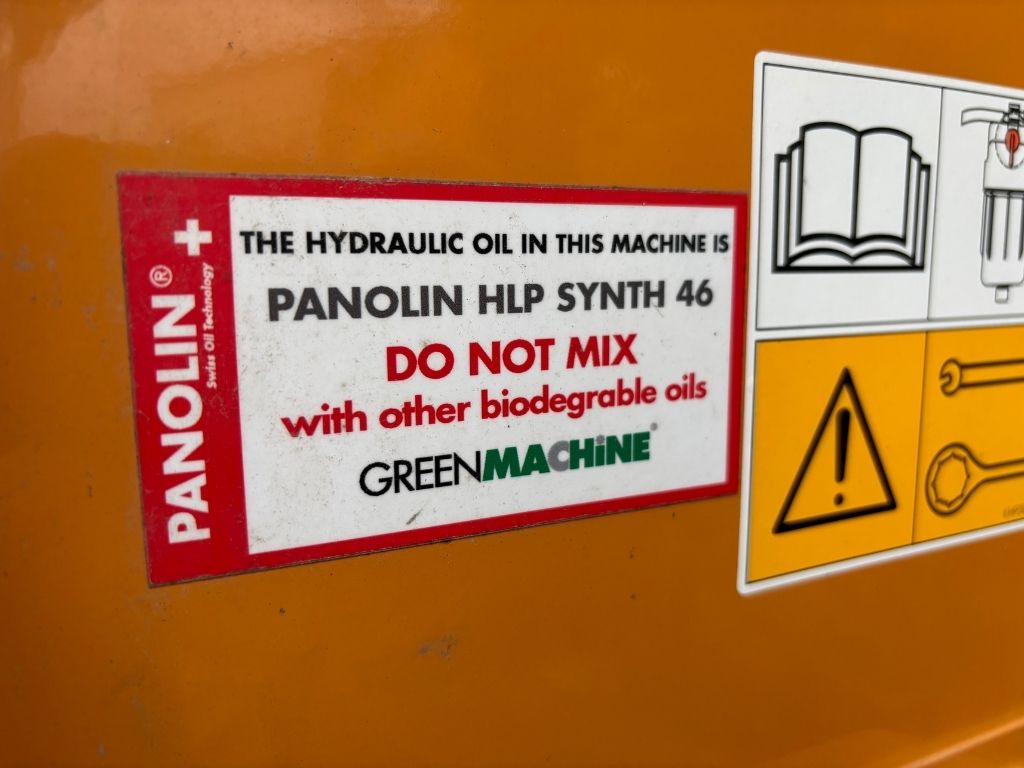 PANOLIN®
Swiss Oil Technology
THE HYDRAULIC OIL IN THIS MACHINE IS
PANOLIN HLP SYNTH 46
DO NOT MIX
with other biodegrable oils
GREENMACHiNE